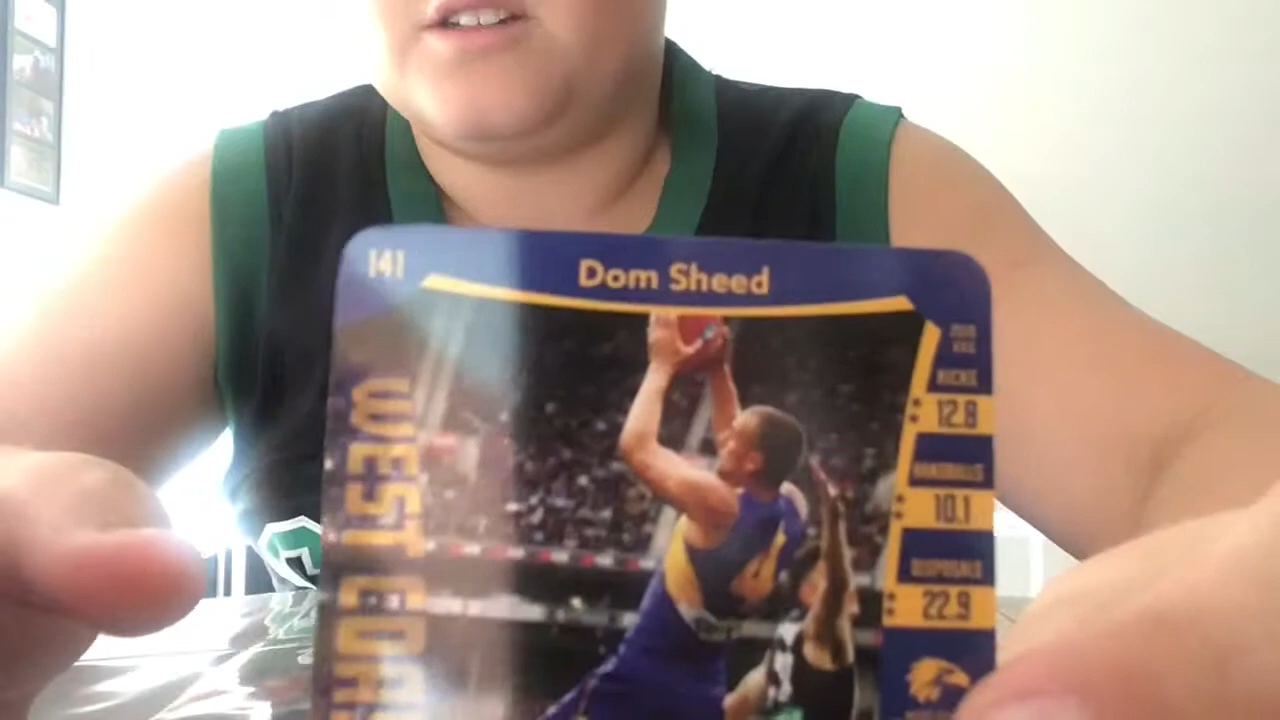 141
Dom Sheed
WEST COA
KICKS
12.8
HANDBALLS
10.1
DISPOSALS
22.9